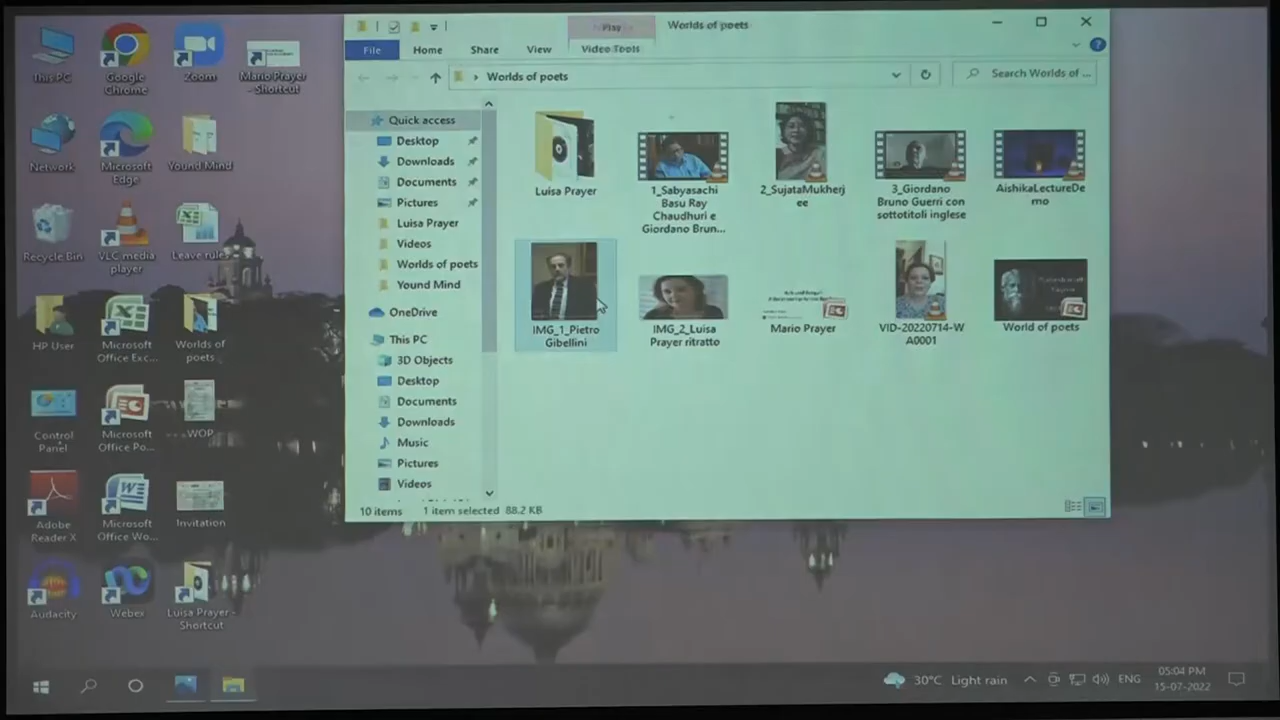 This PC
Google
Chrome
Zoom
Mario Prayer
- Shortcut
Network
Microsoft
Edge
Yound Mind
Recycle Bin
VLC media
player
Leave rules
HP User
Microsoft
Office Exc...
Worlds of
poets
Control
Panel
Microsoft
Office Po...
WOP
Adobe
Reader X
Microsoft
Office Wo...
Invitation
Audacity
Webex
Luisa Prayer -
Shortcut
Play
Worlds of poets
File
Home
Share
View
Video Tools
Worlds of poets
Search Worlds of ...
Quick access
Desktop
Downloads
Documents
Pictures
Luisa Prayer
Videos
Worlds of poets
Yound Mind
OneDrive
This PC
3D Objects
Desktop
Documents
Downloads
Music
Pictures
Videos
Luisa Prayer
1_Sabyasachi
Basu Ray
Chaudhuri e
Giordano Brun...
2_SujataMukherj
ee
3_Giordano
Bruno Guerri con
sottotitoli inglese
AishikaLectureDe
mo
IMG_1_Pietro
Gibellini
IMG_2_Luisa
Prayer ritratto
Mario Prayer
VID-20220714-W
A0001
World of poets
10 items
1 item selected 88.2 KB
30°C Light rain
ENG
05:04 PM
15-07-2022